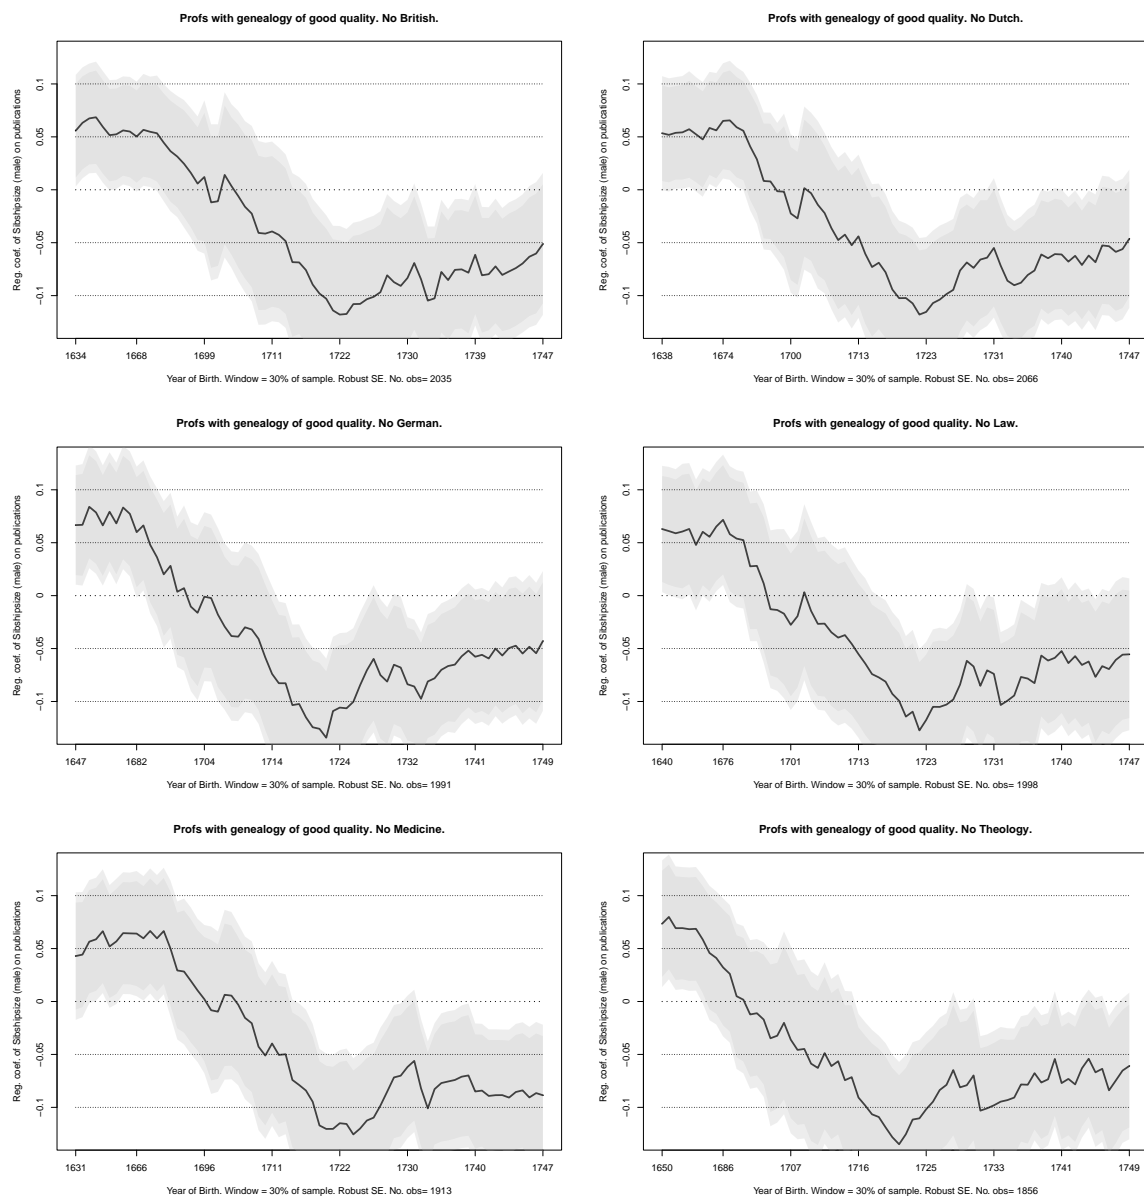 Profs with genealogy of good quality. No British.
Reg. coef. of Sibshipsize (male) on publications
0.1
0.05
0
−0.05
−0.1
1634 1668 1699 1711 1722 1730 1739 1747
Year of Birth. Window = 30% of sample. Robust SE. No. obs= 2035
Profs with genealogy of good quality. No Dutch.
Reg. coef. of Sibshipsize (male) on publications
0.1
0.05
0
−0.05
−0.1
1638 1674 1700 1713 1723 1731 1740 1747
Year of Birth. Window = 30% of sample. Robust SE. No. obs= 2066
Profs with genealogy of good quality. No German.
Reg. coef. of Sibshipsize (male) on publications
0.1
0.05
0
−0.05
−0.1
1647 1682 1704 1714 1724 1732 1741 1749
Year of Birth. Window = 30% of sample. Robust SE. No. obs= 1991
Profs with genealogy of good quality. No Law.
Reg. coef. of Sibshipsize (male) on publications
0.1
0.05
0
−0.05
−0.1
1640 1676 1701 1713 1723 1731 1740 1747
Year of Birth. Window = 30% of sample. Robust SE. No. obs= 1998
Profs with genealogy of good quality. No Medicine.
Reg. coef. of Sibshipsize (male) on publications
0.1
0.05
0
−0.05
−0.1
1631 1666 1696 1711 1722 1730 1740 1747
Year of Birth. Window = 30% of sample. Robust SE. No. obs= 1913
Profs with genealogy of good quality. No Theology.
Reg. coef. of Sibshipsize (male) on publications
0.1
0.05
0
−0.05
−0.1
1650 1686 1707 1716 1725 1733 1741 1749
Year of Birth. Window = 30% of sample. Robust SE. No. obs= 1856